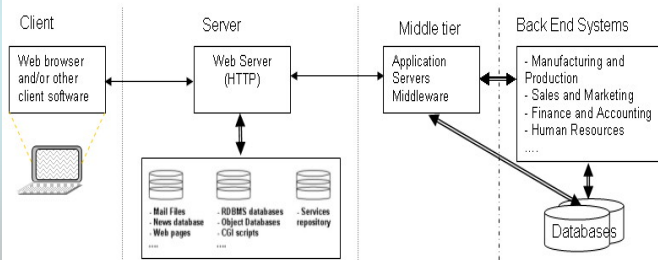 Client
Server
Middle tier
Back End Systems
Web browser
and/or other
client software
Web Server
(HTTP)
Application
Servers
Middleware
- Manufacturing and
Production
- Sales and Marketing
- Finance and Accounting
- Human Resources
....
- Mail Files
- News database
- Web pages
....
- RDBMS databases
- Object Databases
- CGI scripts
....
- Services
repository
Databases